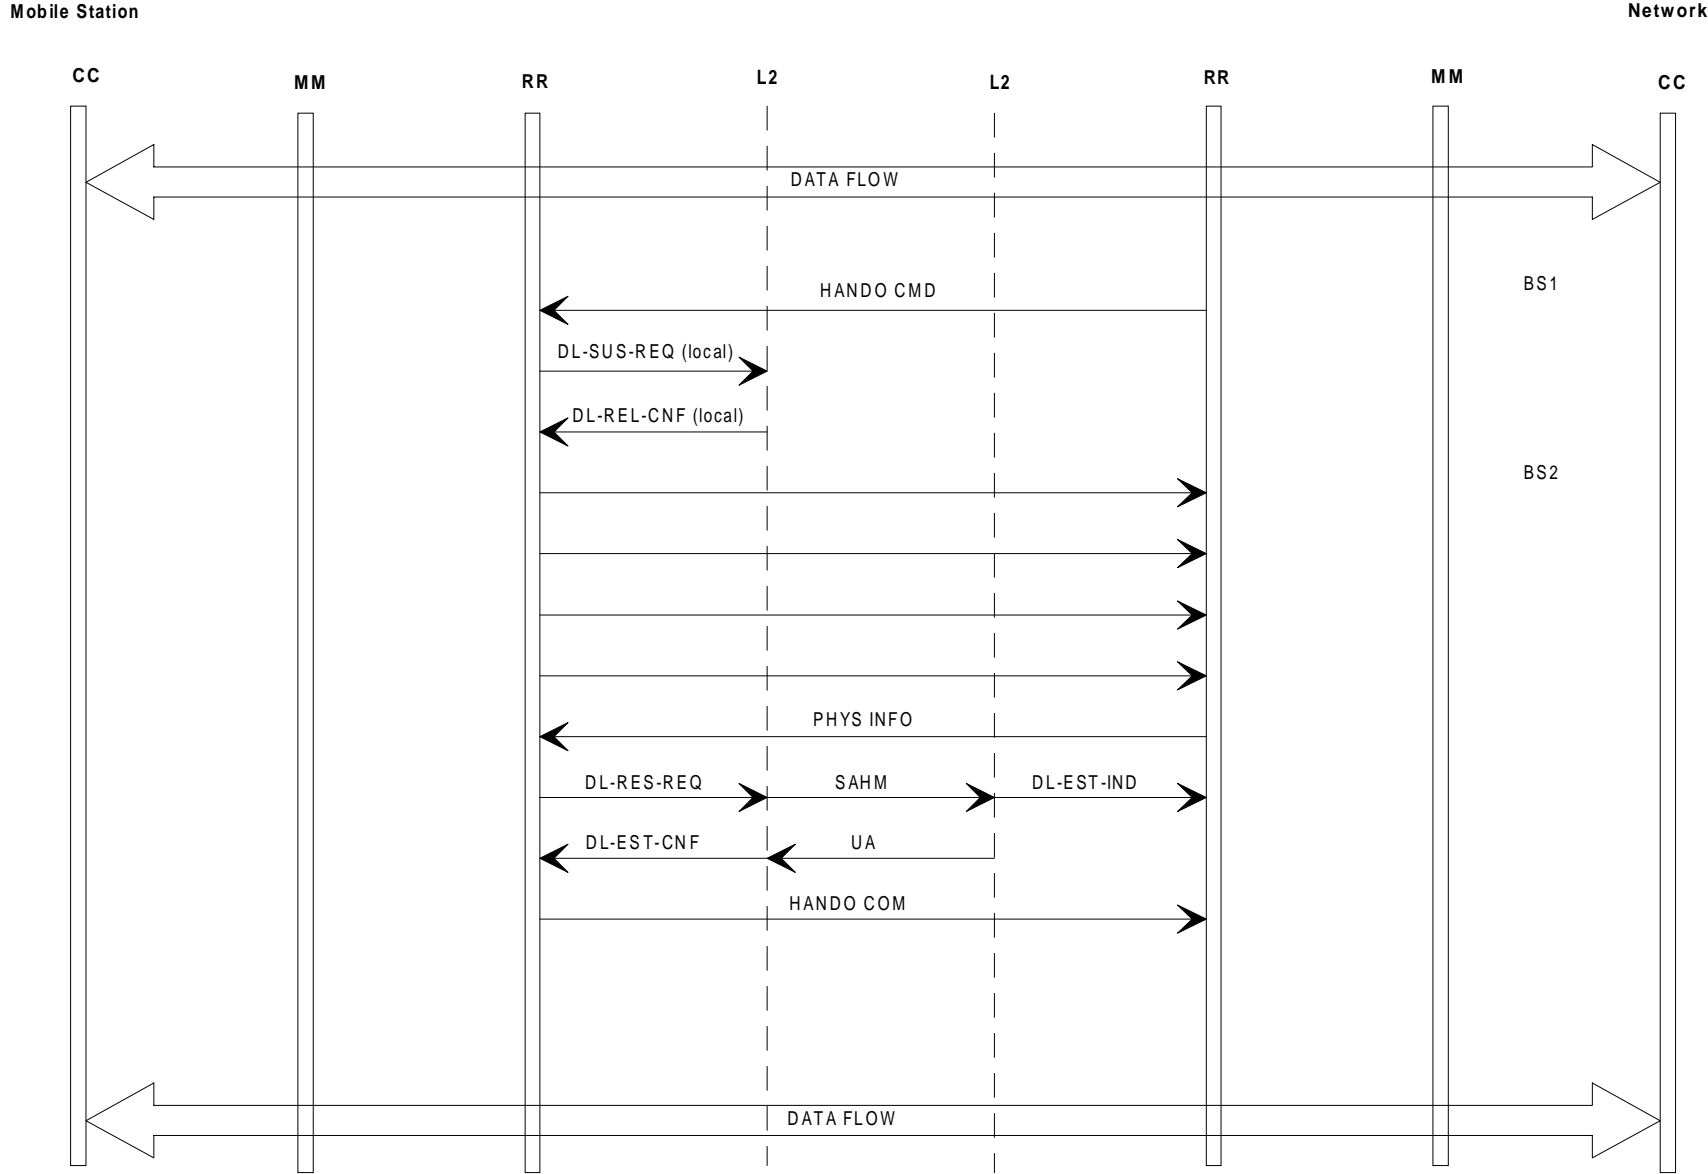 Mobile Station
Network
CC
MM
RR
L2
L2
RR
MM
CC
DATA FLOW
BS1
HANDO CMD
DL-SUS-REQ (local)
DL-REL-CNF (local)
BS2
PHYS INFO
DL-RES-REQ
SAHM
DL-EST-IND
DL-EST-CNF
UA
HANDO COM
DATA FLOW